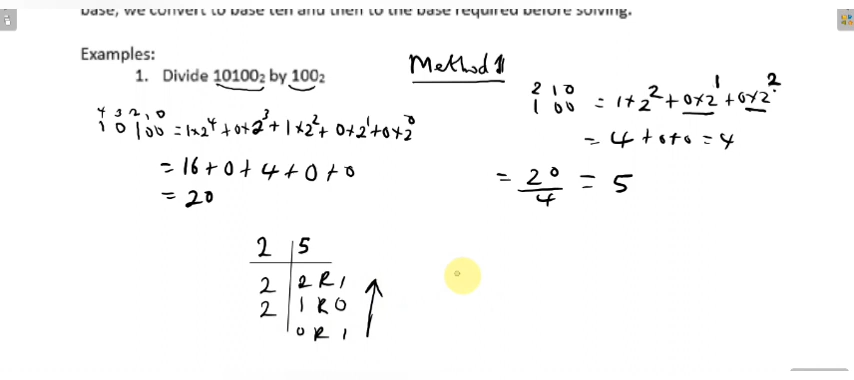 base, we convert to base ten and then to the base required before solving.
Examples:
1. Divide 10100₂ by 100₂
Method 1
2 1 0
1 0 0 = 1×2² + 0×2¹ + 0×2²
= 4 + 0 + 0 = 4
= 20/4 = 5
4 3 2 1 0
1 0 1 0 0 = 1×2⁴ + 0×2³ + 1×2² + 0×2¹ + 0×2⁰
= 16 + 0 + 4 + 0 + 0
= 20
2 | 5
2 | 2 R 1
2 | 1 R 0
0 R 1